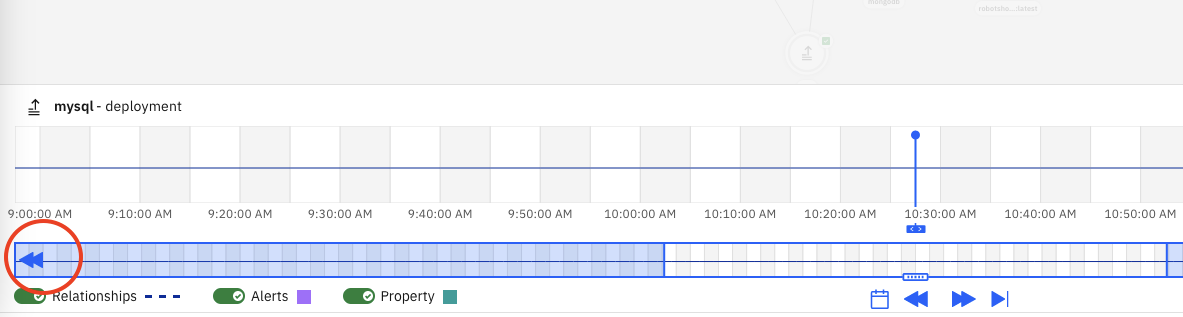 mongodb
robotsho...:latest
mysql - deployment
9:00:00 AM 9:10:00 AM 9:20:00 AM 9:30:00 AM 9:40:00 AM 9:50:00 AM 10:00:00 AM 10:10:00 AM 10:20:00 AM 10:30:00 AM 10:40:00 AM 10:50:00 AM
Relationships Alerts Property